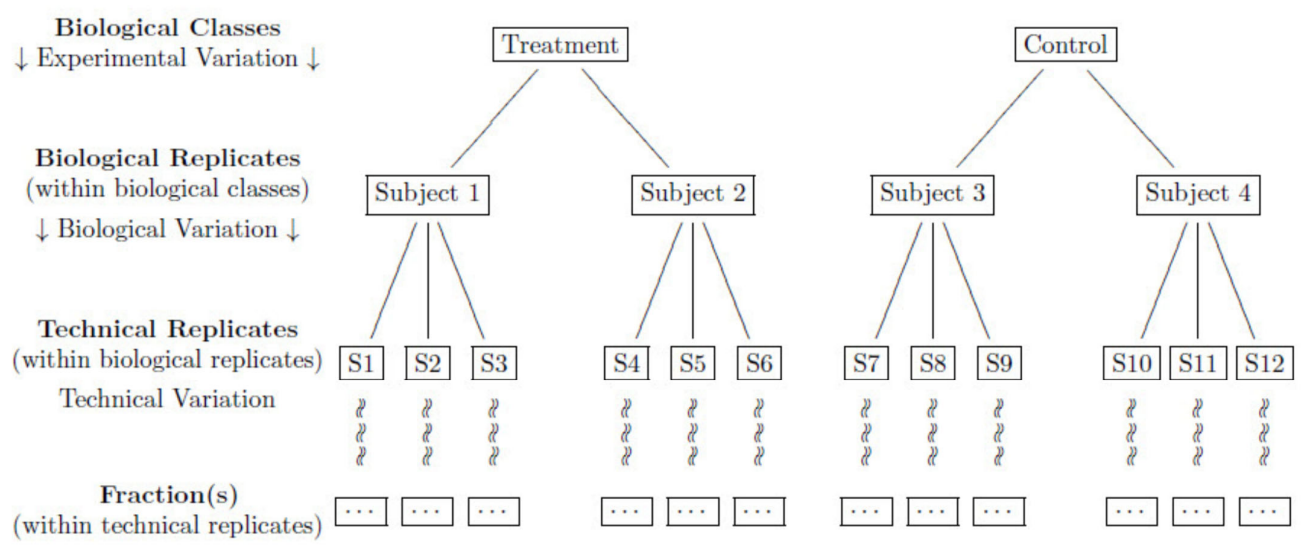 Biological Classes
↓ Experimental Variation ↓
Treatment
Control
Biological Replicates
(within biological classes)
↓ Biological Variation ↓
Subject 1
Subject 2
Subject 3
Subject 4
Technical Replicates
(within biological replicates)
Technical Variation
S1 S2 S3 S4 S5 S6 S7 S8 S9 S10 S11 S12
Fraction(s)
(within technical replicates)
... ... ... ... ... ... ... ... ... ... ... ...